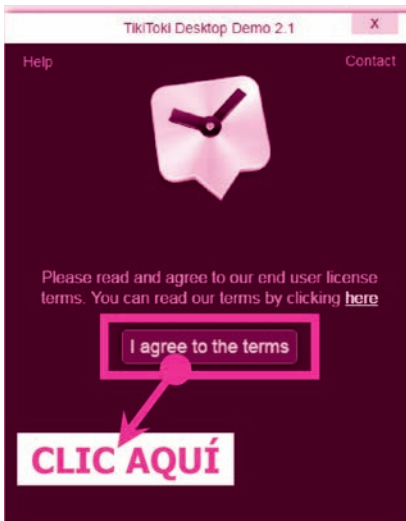 TikiToki Desktop Demo 2.1
X
Help
Contact
Please read and agree to our end user license
terms. You can read our terms by clicking here
I agree to the terms
CLIC AQUÍ